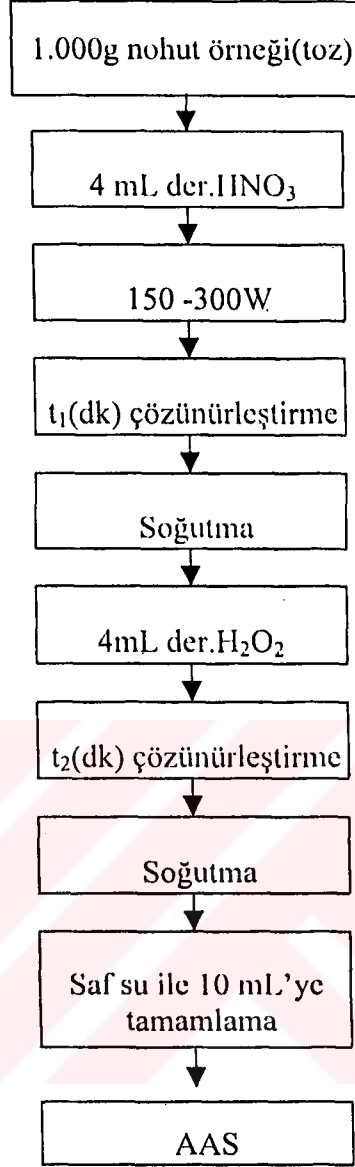 1.000g nohut örneği(toz)
4 mL der.HNO₃
150 -300W
t₁(dk) çözünürleştirme
Soğutma
4mL der.H₂O₂
t₂(dk) çözünürleştirme
Soğutma
Saf su ile 10 mL'ye
tamamlama
AAS